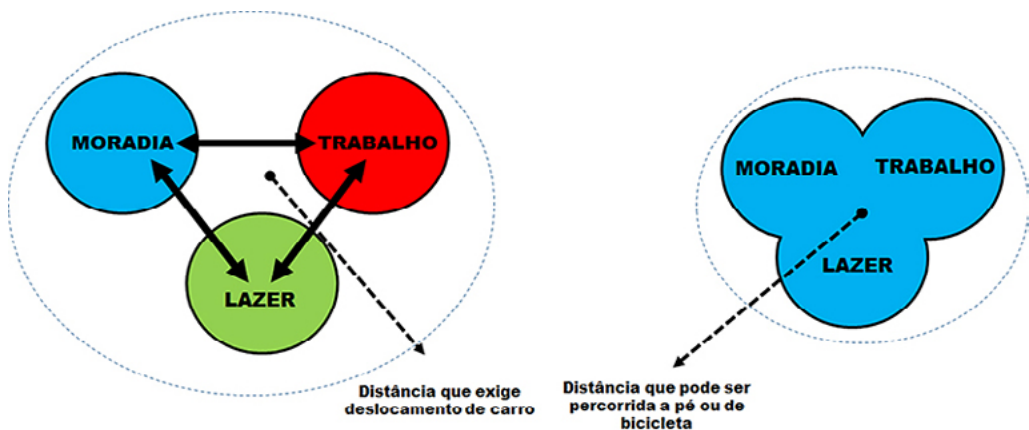 MORADIA
TRABALHO
LAZER
Distância que exige
deslocamento de carro
MORADIA
TRABALHO
LAZER
Distância que pode ser
percorrida a pé ou de
bicicleta